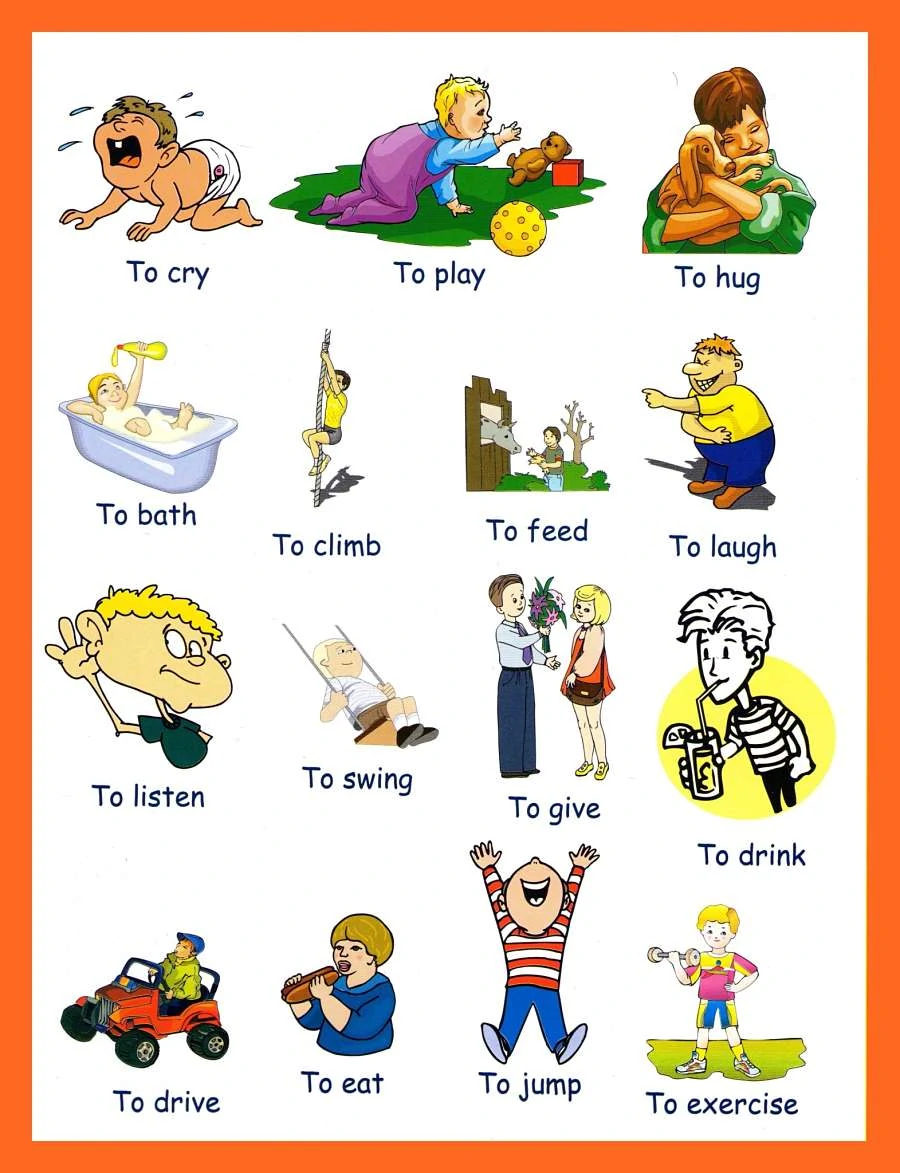 To cry
To play
To hug
To bath
To climb
To feed
To laugh
To listen
To swing
To give
To drink
To drive
To eat
To jump
To exercise